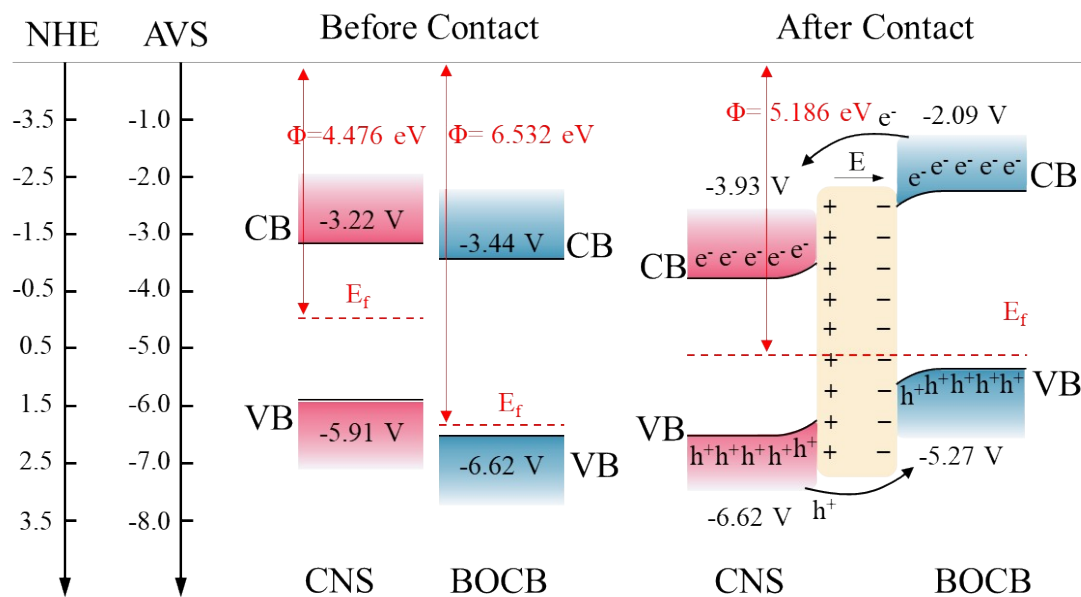 NHE AVS Before Contact After Contact
-3.5
-2.5
-1.5
-0.5
0.5
1.5
2.5
3.5
-1.0
-2.0
-3.0
-4.0
-5.0
-6.0
-7.0
-8.0
Φ=4.476 eV
Φ= 6.532 eV
CB
-3.22 V
-3.44 V
CB
E_f
VB
-5.91 V
E_f
-6.62 V
VB
CNS
BOCB
Φ= 5.186 eV
e⁻
-2.09 V
E
-3.93 V
e⁻ e⁻ e⁻ e⁻ e⁻
CB
CB
e⁻ e⁻ e⁻ e⁻ e⁻
+ −
+ −
+ −
+ −
+ −
+ −
+ −
+ −
+ −
E_f
VB
h⁺h⁺h⁺h⁺h⁺
VB
h⁺h⁺h⁺h⁺h⁺
-5.27 V
-6.62 V
h⁺
CNS
BOCB